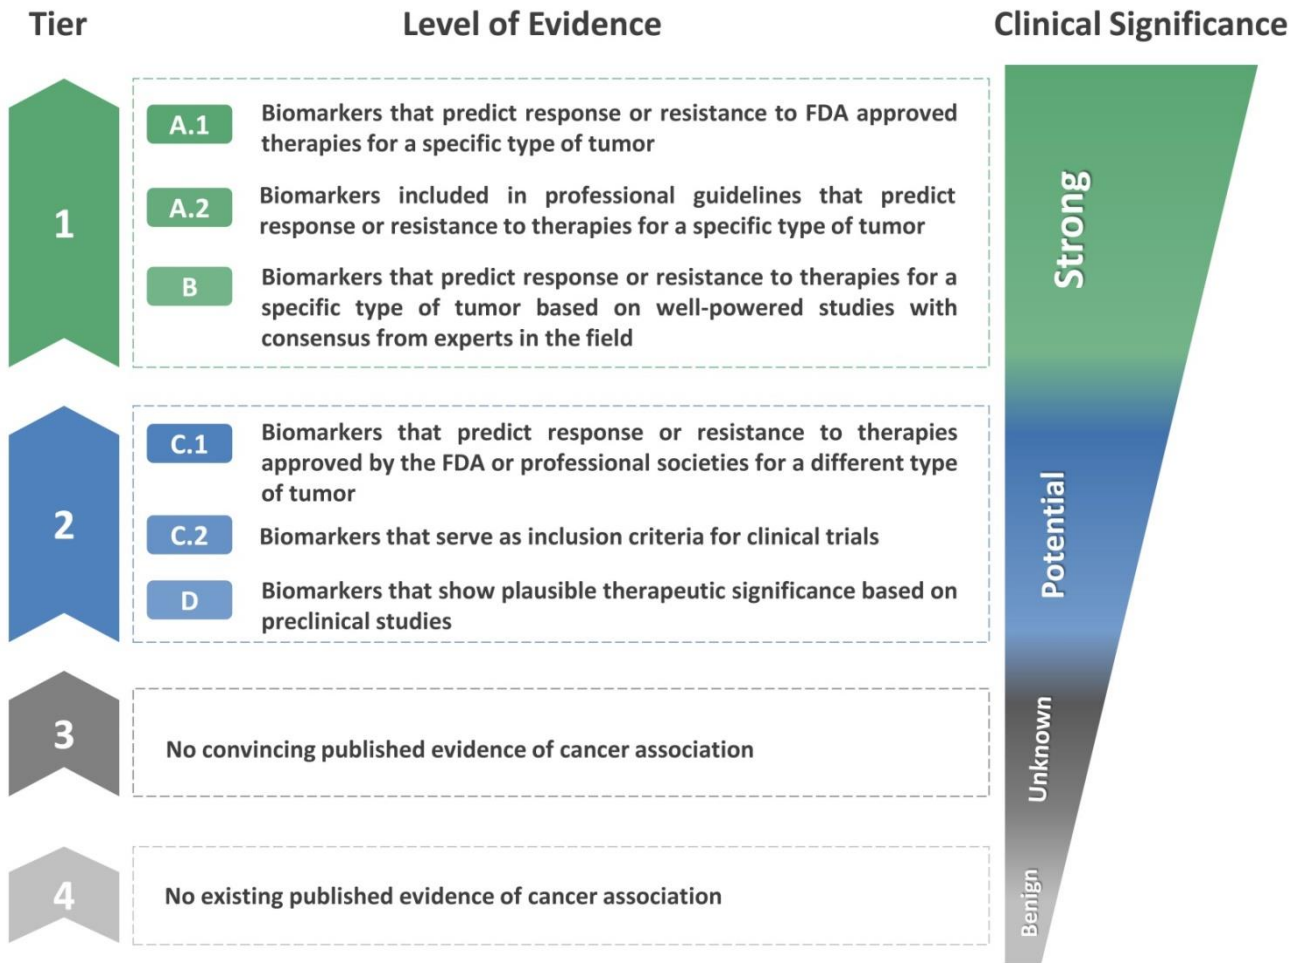 Tier
Level of Evidence
Clinical Significance
1
A.1
Biomarkers that predict response or resistance to FDA approved
therapies for a specific type of tumor
A.2
Biomarkers included in professional guidelines that predict
response or resistance to therapies for a specific type of tumor
B
Biomarkers that predict response or resistance to therapies for a
specific type of tumor based on well-powered studies with
consensus from experts in the field
Strong
2
C.1
Biomarkers that predict response or resistance to therapies
approved by the FDA or professional societies for a different type
of tumor
C.2
Biomarkers that serve as inclusion criteria for clinical trials
D
Biomarkers that show plausible therapeutic significance based on
preclinical studies
Potential
3
No convincing published evidence of cancer association
Unknown
4
No existing published evidence of cancer association
Benign